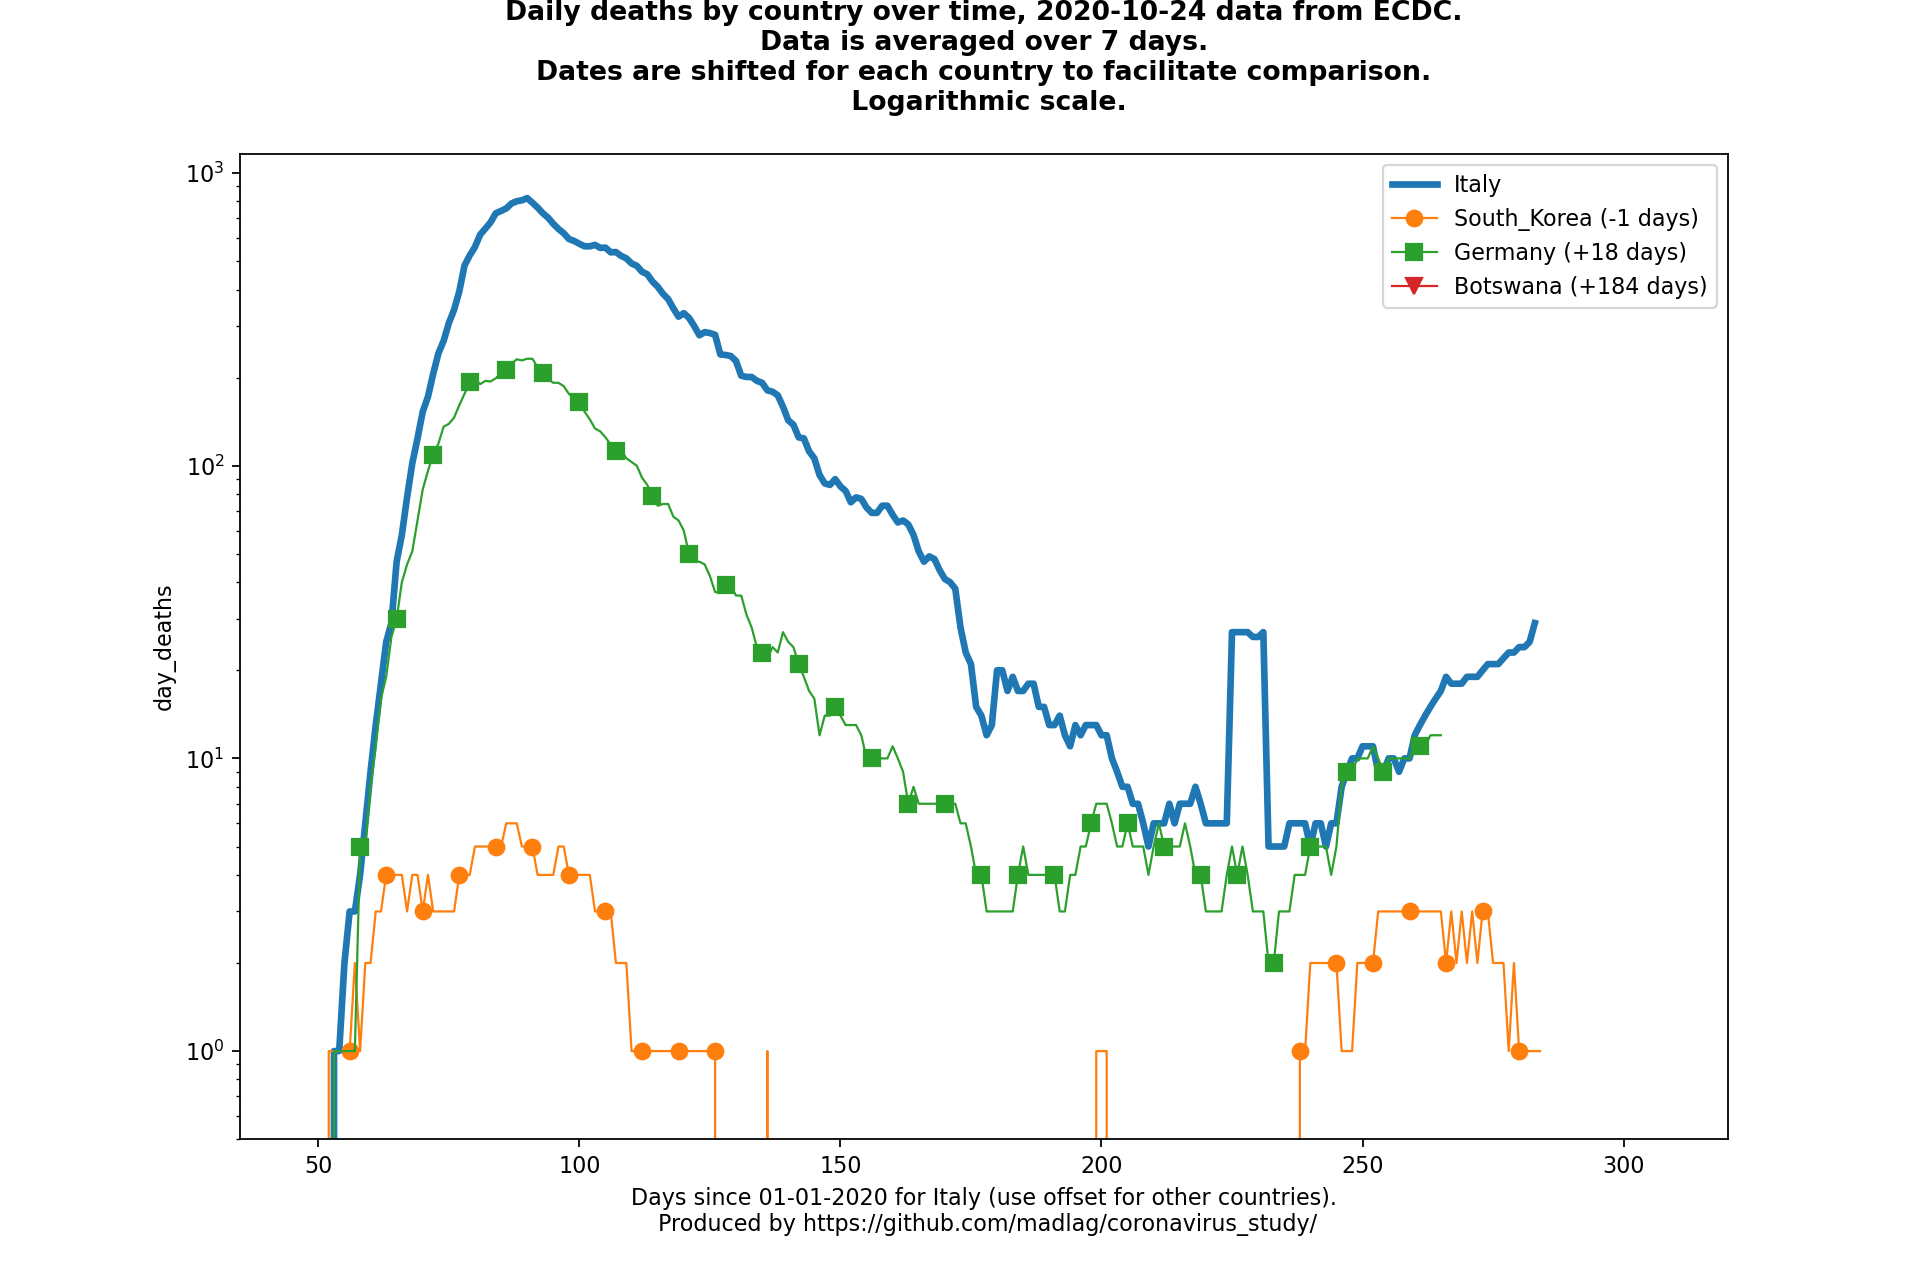 Daily deaths by country over time, 2020-10-24 data from ECDC.
Data is averaged over 7 days.
Dates are shifted for each country to facilitate comparison.
Logarithmic scale.
10³
Italy
South_Korea (-1 days)
Germany (+18 days)
Botswana (+184 days)
10²
day_deaths
10¹
10⁰
50 100 150 200 250 300
Days since 01-01-2020 for Italy (use offset for other countries).
Produced by https://github.com/madlag/coronavirus_study/